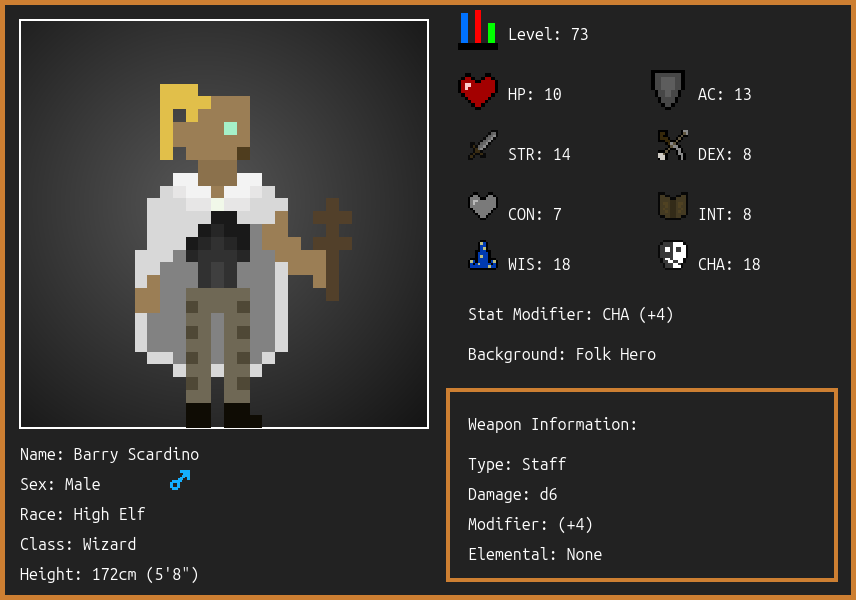 Level: 73
HP: 10
AC: 13
STR: 14
DEX: 8
CON: 7
INT: 8
WIS: 18
CHA: 18
Stat Modifier: CHA (+4)
Background: Folk Hero
Weapon Information:
Type: Staff
Damage: d6
Modifier: (+4)
Elemental: None
Name: Barry Scardino
Sex: Male
Race: High Elf
Class: Wizard
Height: 172cm (5'8")